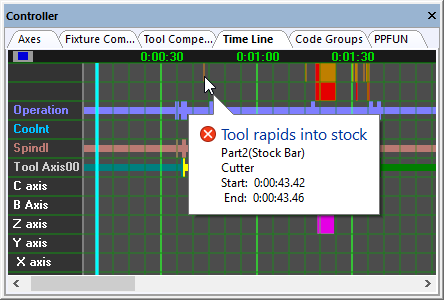 Controller
Axes Fixture Com... Tool Compe... Time Line Code Groups PPFUN
0:00:30 0:01:00 0:01:30
Operation
Coolnt
Spindl
Tool Axis00
C axis
B Axis
Z axis
Y axis
X axis
Tool rapids into stock
Part2(Stock Bar)
Cutter
Start: 0:00:43.42
End: 0:00:43.46